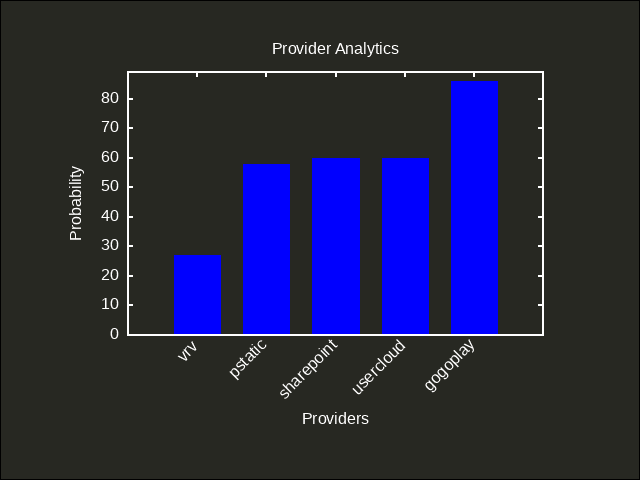 Provider Analytics
Probability
80
70
60
50
40
30
20
10
0
vrv
pstatic
sharepoint
usercloud
gogoplay
Providers